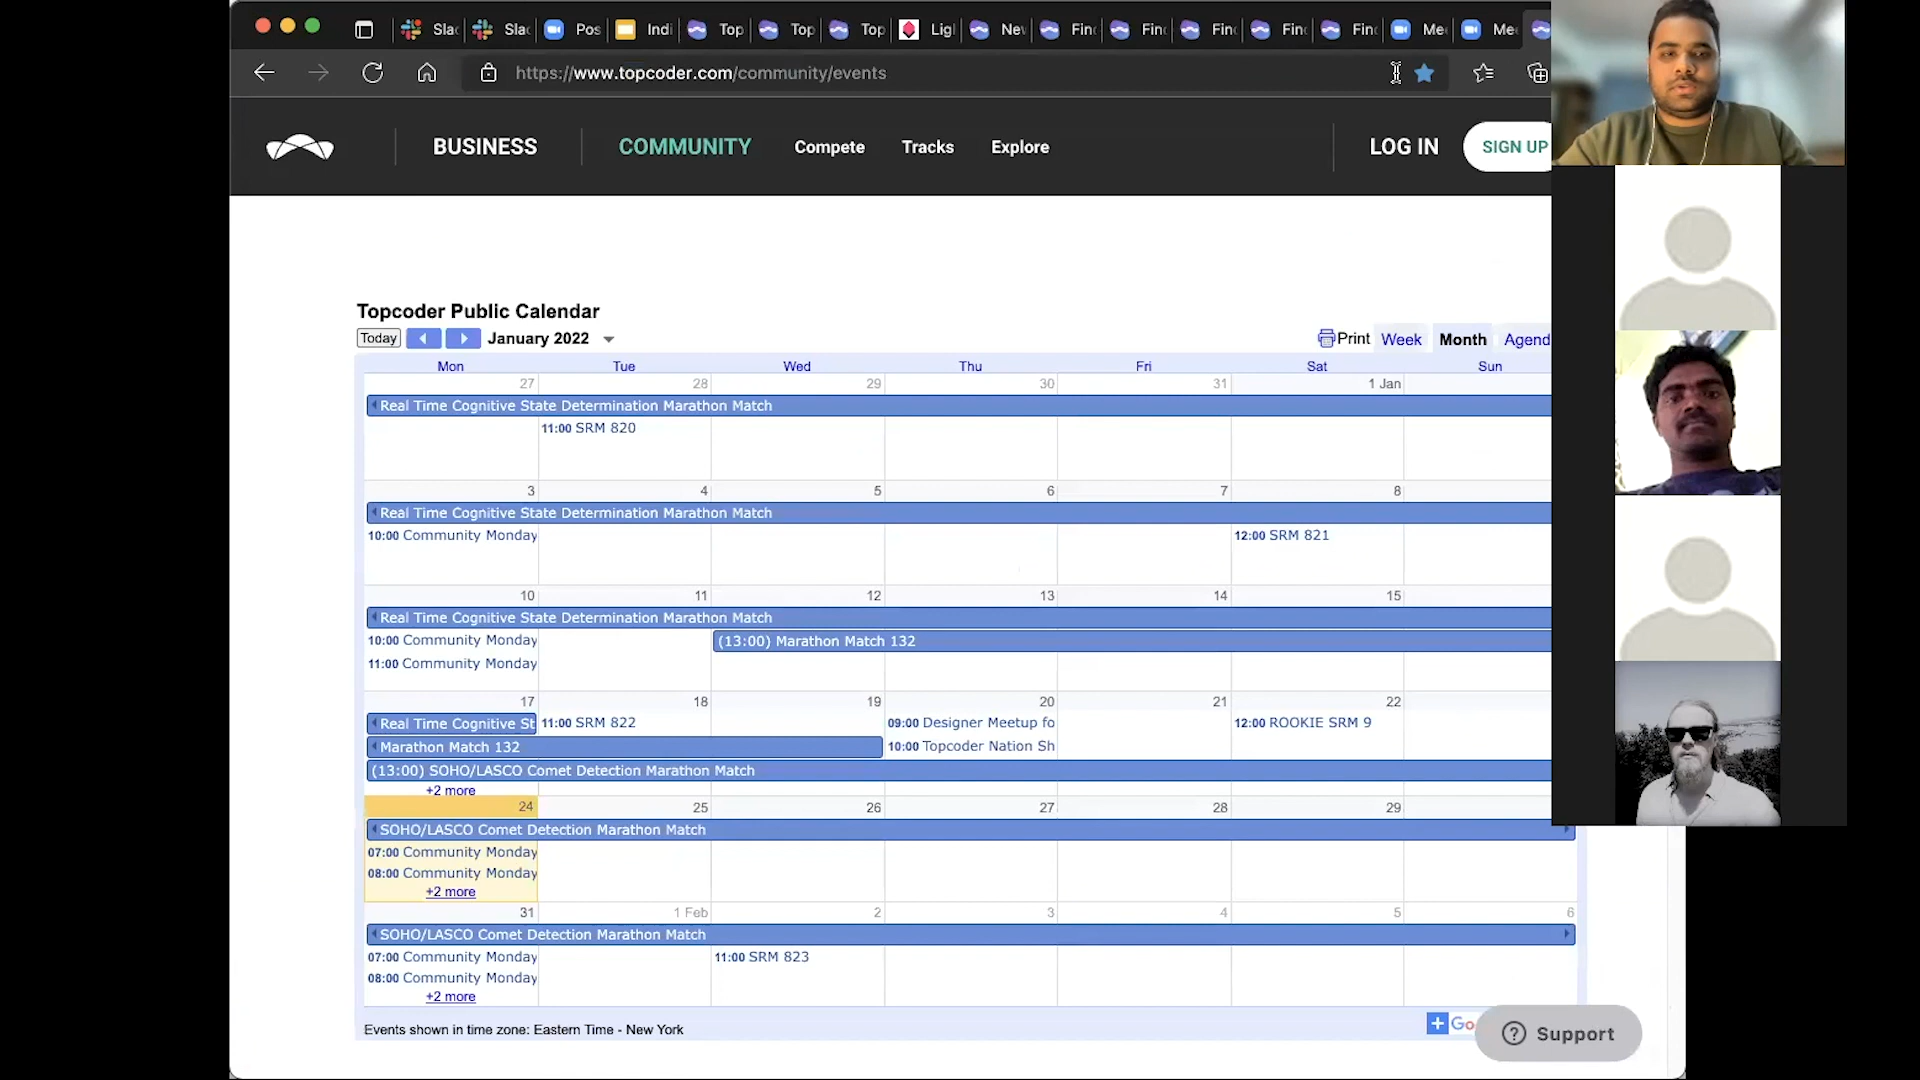 Slac Slac Pos Indi Top Top Top Ligl Ne Fin Fin Fin Fin Fin Me Me
https://www.topcoder.com/community/events
BUSINESS COMMUNITY Compete Tracks Explore LOG IN SIGN UP
Topcoder Public Calendar
Today January 2022 Print Week Month Agend
Mon Tue Wed Thu Fri Sat Sun
27 28 29 30 31 1 Jan
Real Time Cognitive State Determination Marathon Match
11:00 SRM 820
3 4 5 6 7 8
Real Time Cognitive State Determination Marathon Match
10:00 Community Monday 12:00 SRM 821
10 11 12 13 14 15
Real Time Cognitive State Determination Marathon Match
10:00 Community Monday (13:00) Marathon Match 132
11:00 Community Monday
17 18 19 20 21 22
Real Time Cognitive St 11:00 SRM 822 09:00 Designer Meetup fo 12:00 ROOKIE SRM 9
Marathon Match 132 10:00 Topcoder Nation Sh
(13:00) SOHO/LASCO Comet Detection Marathon Match
+2 more
24 25 26 27 28 29
SOHO/LASCO Comet Detection Marathon Match
07:00 Community Monday
08:00 Community Monday
+2 more
31 1 Feb 2 3 4 5 6
SOHO/LASCO Comet Detection Marathon Match
07:00 Community Monday 11:00 SRM 823
08:00 Community Monday
+2 more
Events shown in time zone: Eastern Time - New York
Go
Support